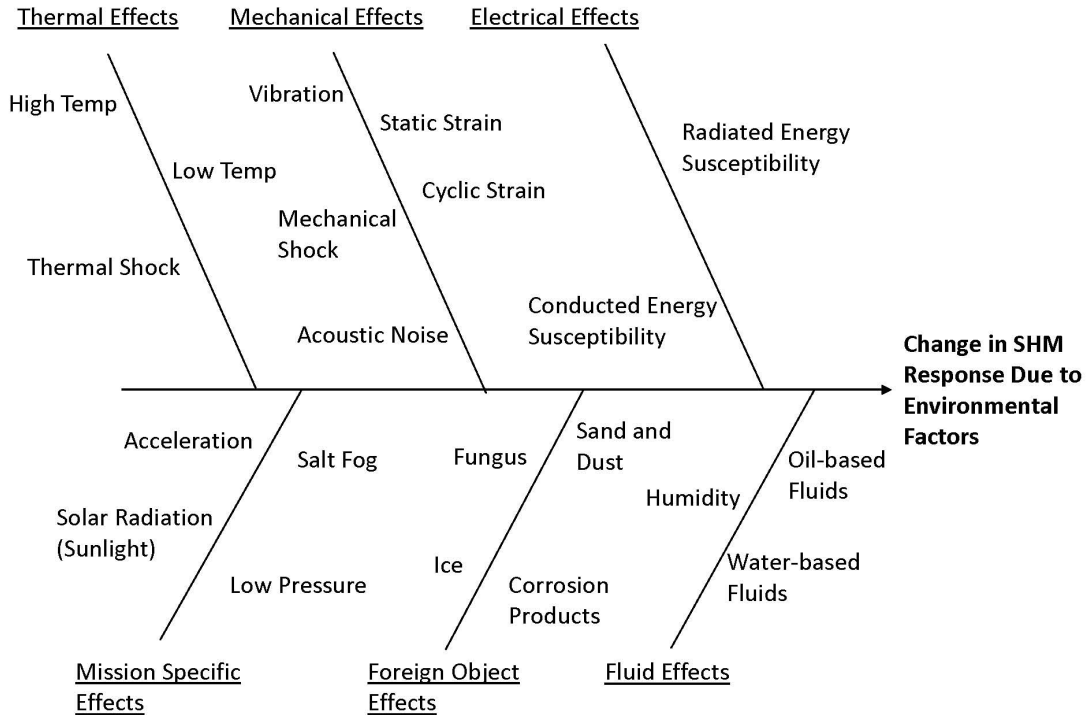 Thermal Effects
Mechanical Effects
Electrical Effects
High Temp
Low Temp
Thermal Shock
Vibration
Static Strain
Cyclic Strain
Mechanical
Shock
Acoustic Noise
Radiated Energy
Susceptibility
Conducted Energy
Susceptibility
Change in SHM
Response Due to
Environmental
Factors
Acceleration
Salt Fog
Solar Radiation
(Sunlight)
Low Pressure
Mission Specific
Effects
Fungus
Sand and
Dust
Ice
Corrosion
Products
Foreign Object
Effects
Oil-based
Fluids
Humidity
Water-based
Fluids
Fluid Effects